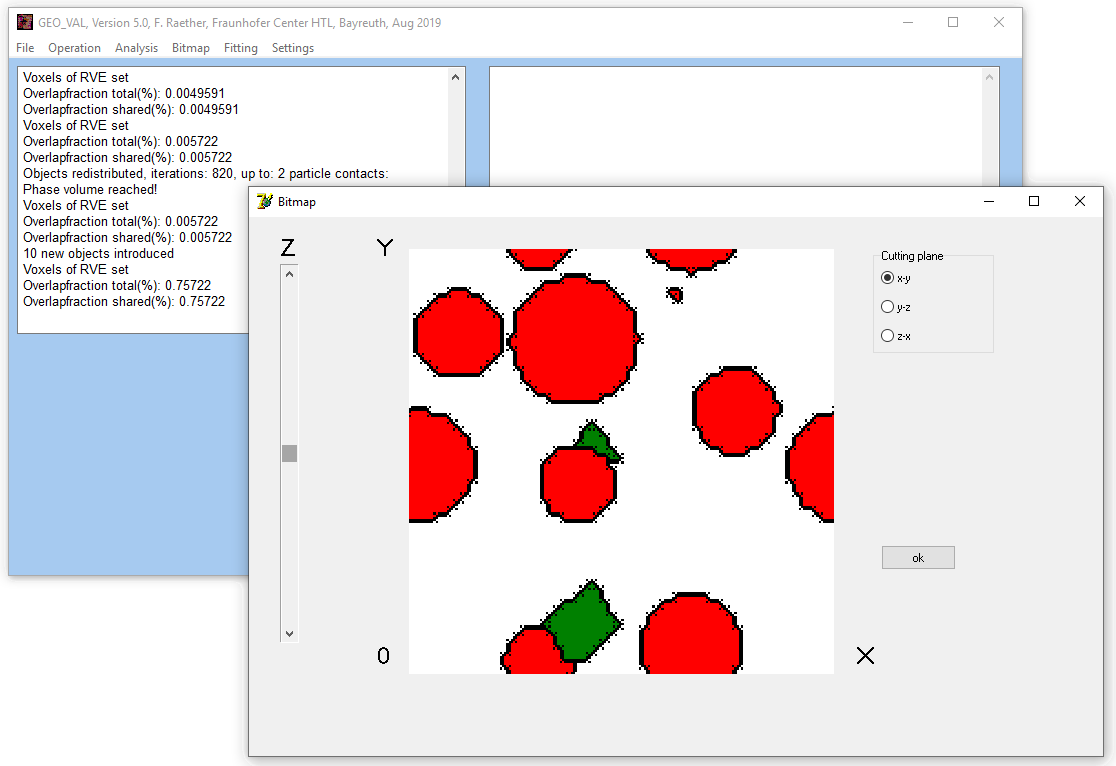 GEO_VAL, Version 5.0, F. Raether, Fraunhofer Center HTL, Bayreuth, Aug 2019
File Operation Analysis Bitmap Fitting Settings
Voxels of RVE set
Overlapfraction total(%): 0.0049591
Overlapfraction shared(%): 0.0049591
Voxels of RVE set
Overlapfraction total(%): 0.005722
Overlapfraction shared(%): 0.005722
Objects redistributed, iterations: 820, up to: 2 particle contacts:
Phase volume reached!
Voxels of RVE set
Overlapfraction total(%): 0.005722
Overlapfraction shared(%): 0.005722
10 new objects introduced
Voxels of RVE set
Overlapfraction total(%): 0.75722
Overlapfraction shared(%): 0.75722
Bitmap
Z
Y
Cutting plane
x-y
y-z
z-x
ok
0
X